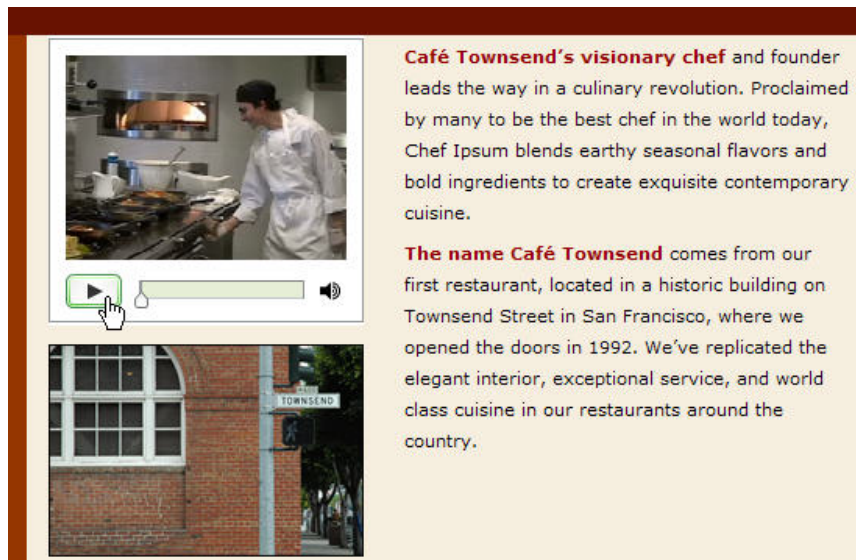 Café Townsend's visionary chef and founder
leads the way in a culinary revolution. Proclaimed
by many to be the best chef in the world today,
Chef Ipsum blends earthy seasonal flavors and
bold ingredients to create exquisite contemporary
cuisine.
The name Café Townsend comes from our
first restaurant, located in a historic building on
Townsend Street in San Francisco, where we
opened the doors in 1992. We've replicated the
elegant interior, exceptional service, and world
class cuisine in our restaurants around the
country.
TOWNSEND